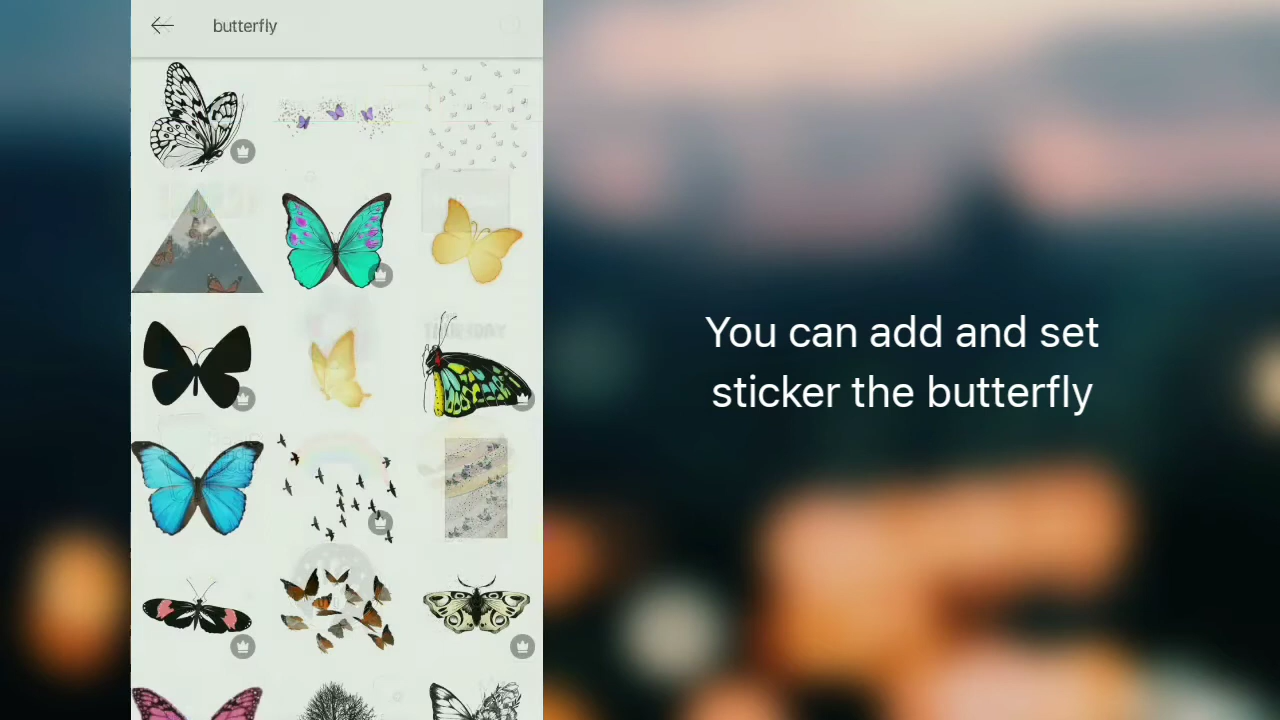 butterfly
You can add and set
sticker the butterfly